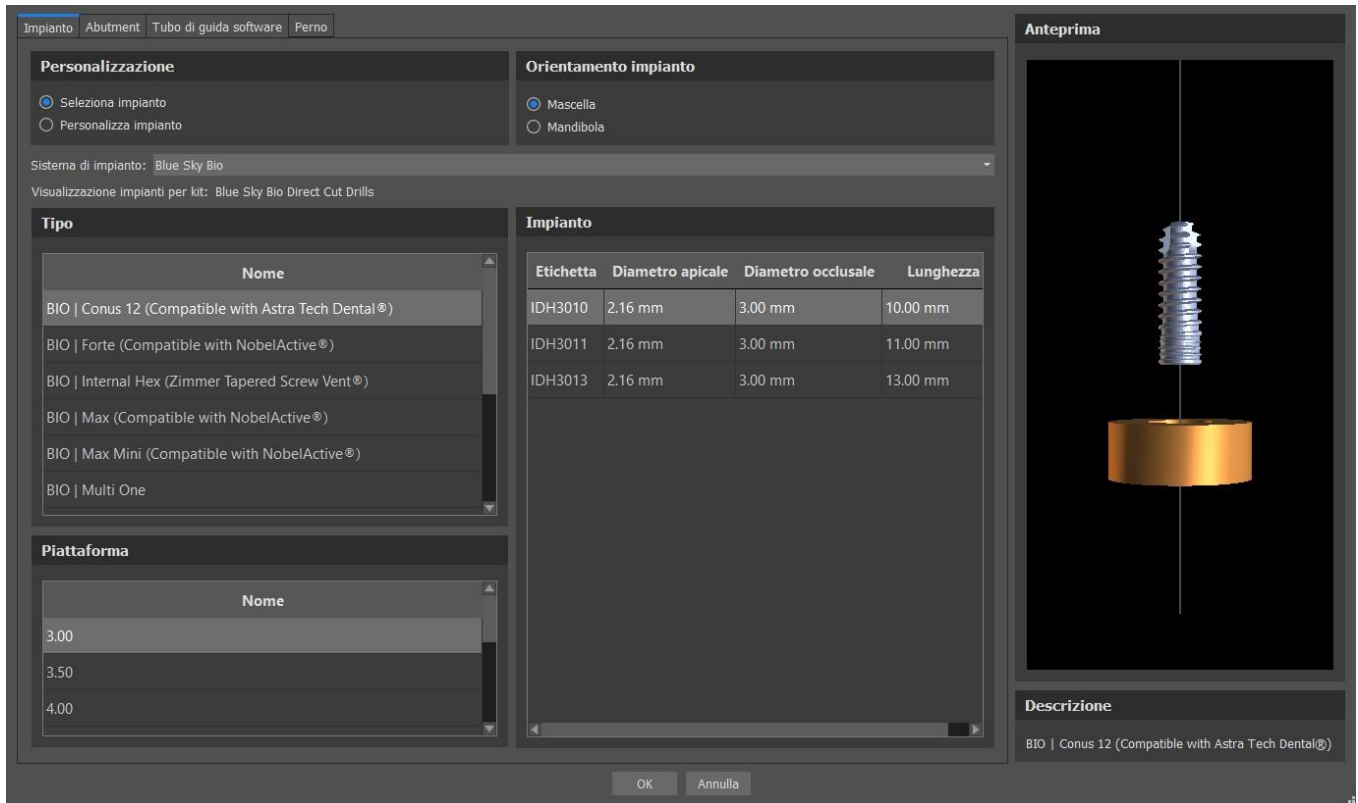 Impianto Abutment Tubo di guida software Perno
Personalizzazione
Seleziona impianto
Personalizza impianto
Orientamento impianto
Mascella
Mandibola
Sistema di impianto: Blue Sky Bio
Visualizzazione impianti per kit: Blue Sky Bio Direct Cut Drills
Tipo
Nome
BIO | Conus 12 (Compatible with Astra Tech Dental®)
BIO | Forte (Compatible with NobelActive®)
BIO | Internal Hex (Zimmer Tapered Screw Vent®)
BIO | Max (Compatible with NobelActive®)
BIO | Max Mini (Compatible with NobelActive®)
BIO | Multi One
Piattaforma
Nome
3.00
3.50
4.00
Impianto
Etichetta Diametro apicale Diametro occlusale Lunghezza
IDH3010 2.16 mm 3.00 mm 10.00 mm
IDH3011 2.16 mm 3.00 mm 11.00 mm
IDH3013 2.16 mm 3.00 mm 13.00 mm
Anteprima
Descrizione
BIO | Conus 12 (Compatible with Astra Tech Dental®)
OK Annulla